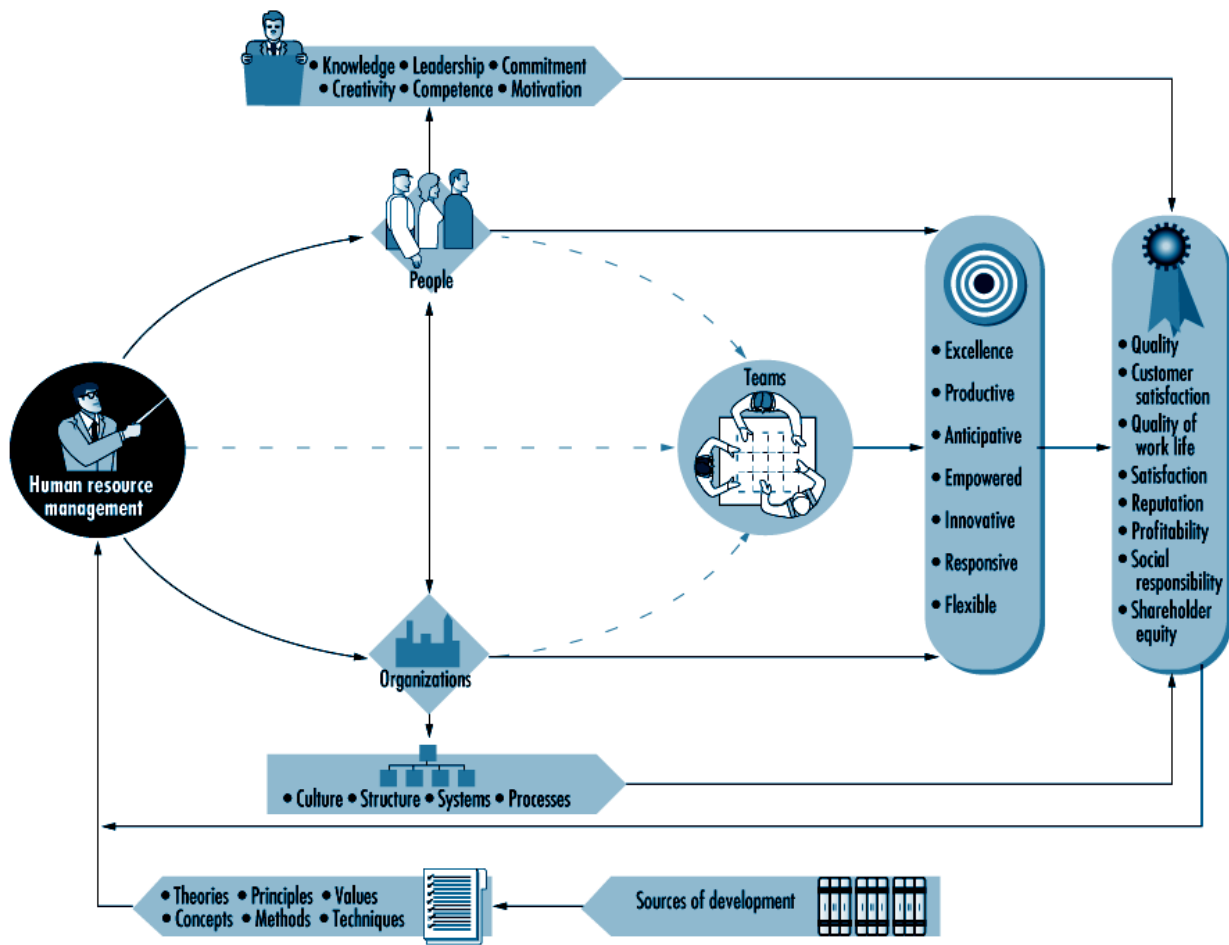 • Knowledge • Leadership • Commitment
• Creativity • Competence • Motivation
People
Human resource
management
Teams
Organizations
• Excellence
• Productive
• Anticipative
• Empowered
• Innovative
• Responsive
• Flexible
• Quality
• Customer
satisfaction
• Quality of
work life
• Satisfaction
• Reputation
• Profitability
• Social
responsibility
• Shareholder
equity
• Culture • Structure • Systems • Processes
• Theories • Principles • Values
• Concepts • Methods • Techniques
Sources of development